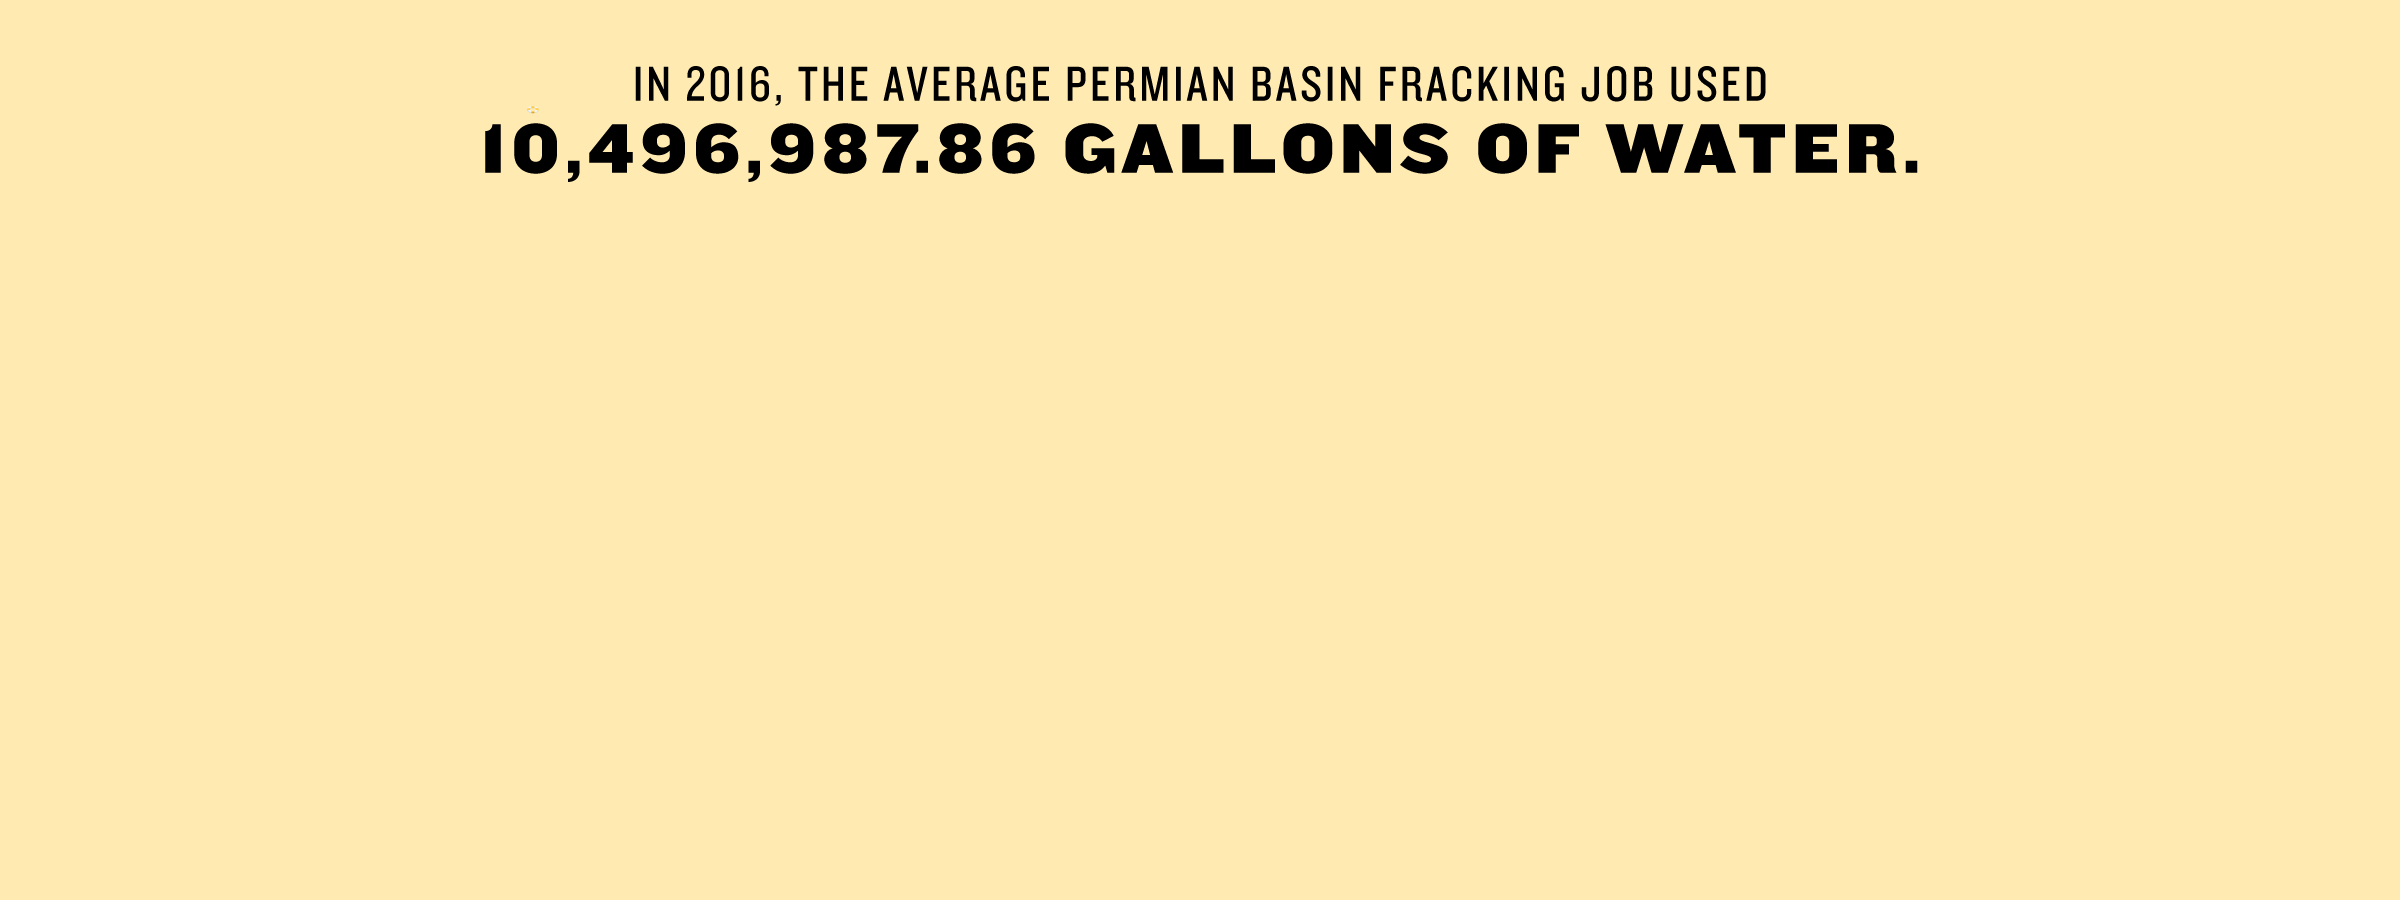 IN 2016, THE AVERAGE PERMIAN BASIN FRACKING JOB USED
10,496,987.86 GALLONS OF WATER.